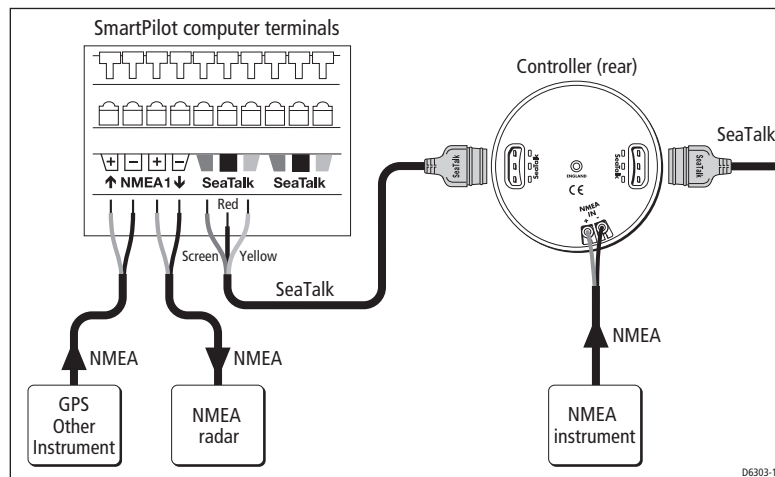 SmartPilot computer terminals
Controller (rear)
SeaTalk
+ − + −
↑ NMEA1 ↓ SeaTalk SeaTalk
Red
Screen
Yellow
SeaTalk
SeaTalk
SeaTalk
ENGLAND
CE
NMEA
IN
+ -
SeaTalk
SeaTalk
NMEA
NMEA
NMEA
GPS
Other
Instrument
NMEA
radar
NMEA
instrument
D6303-1